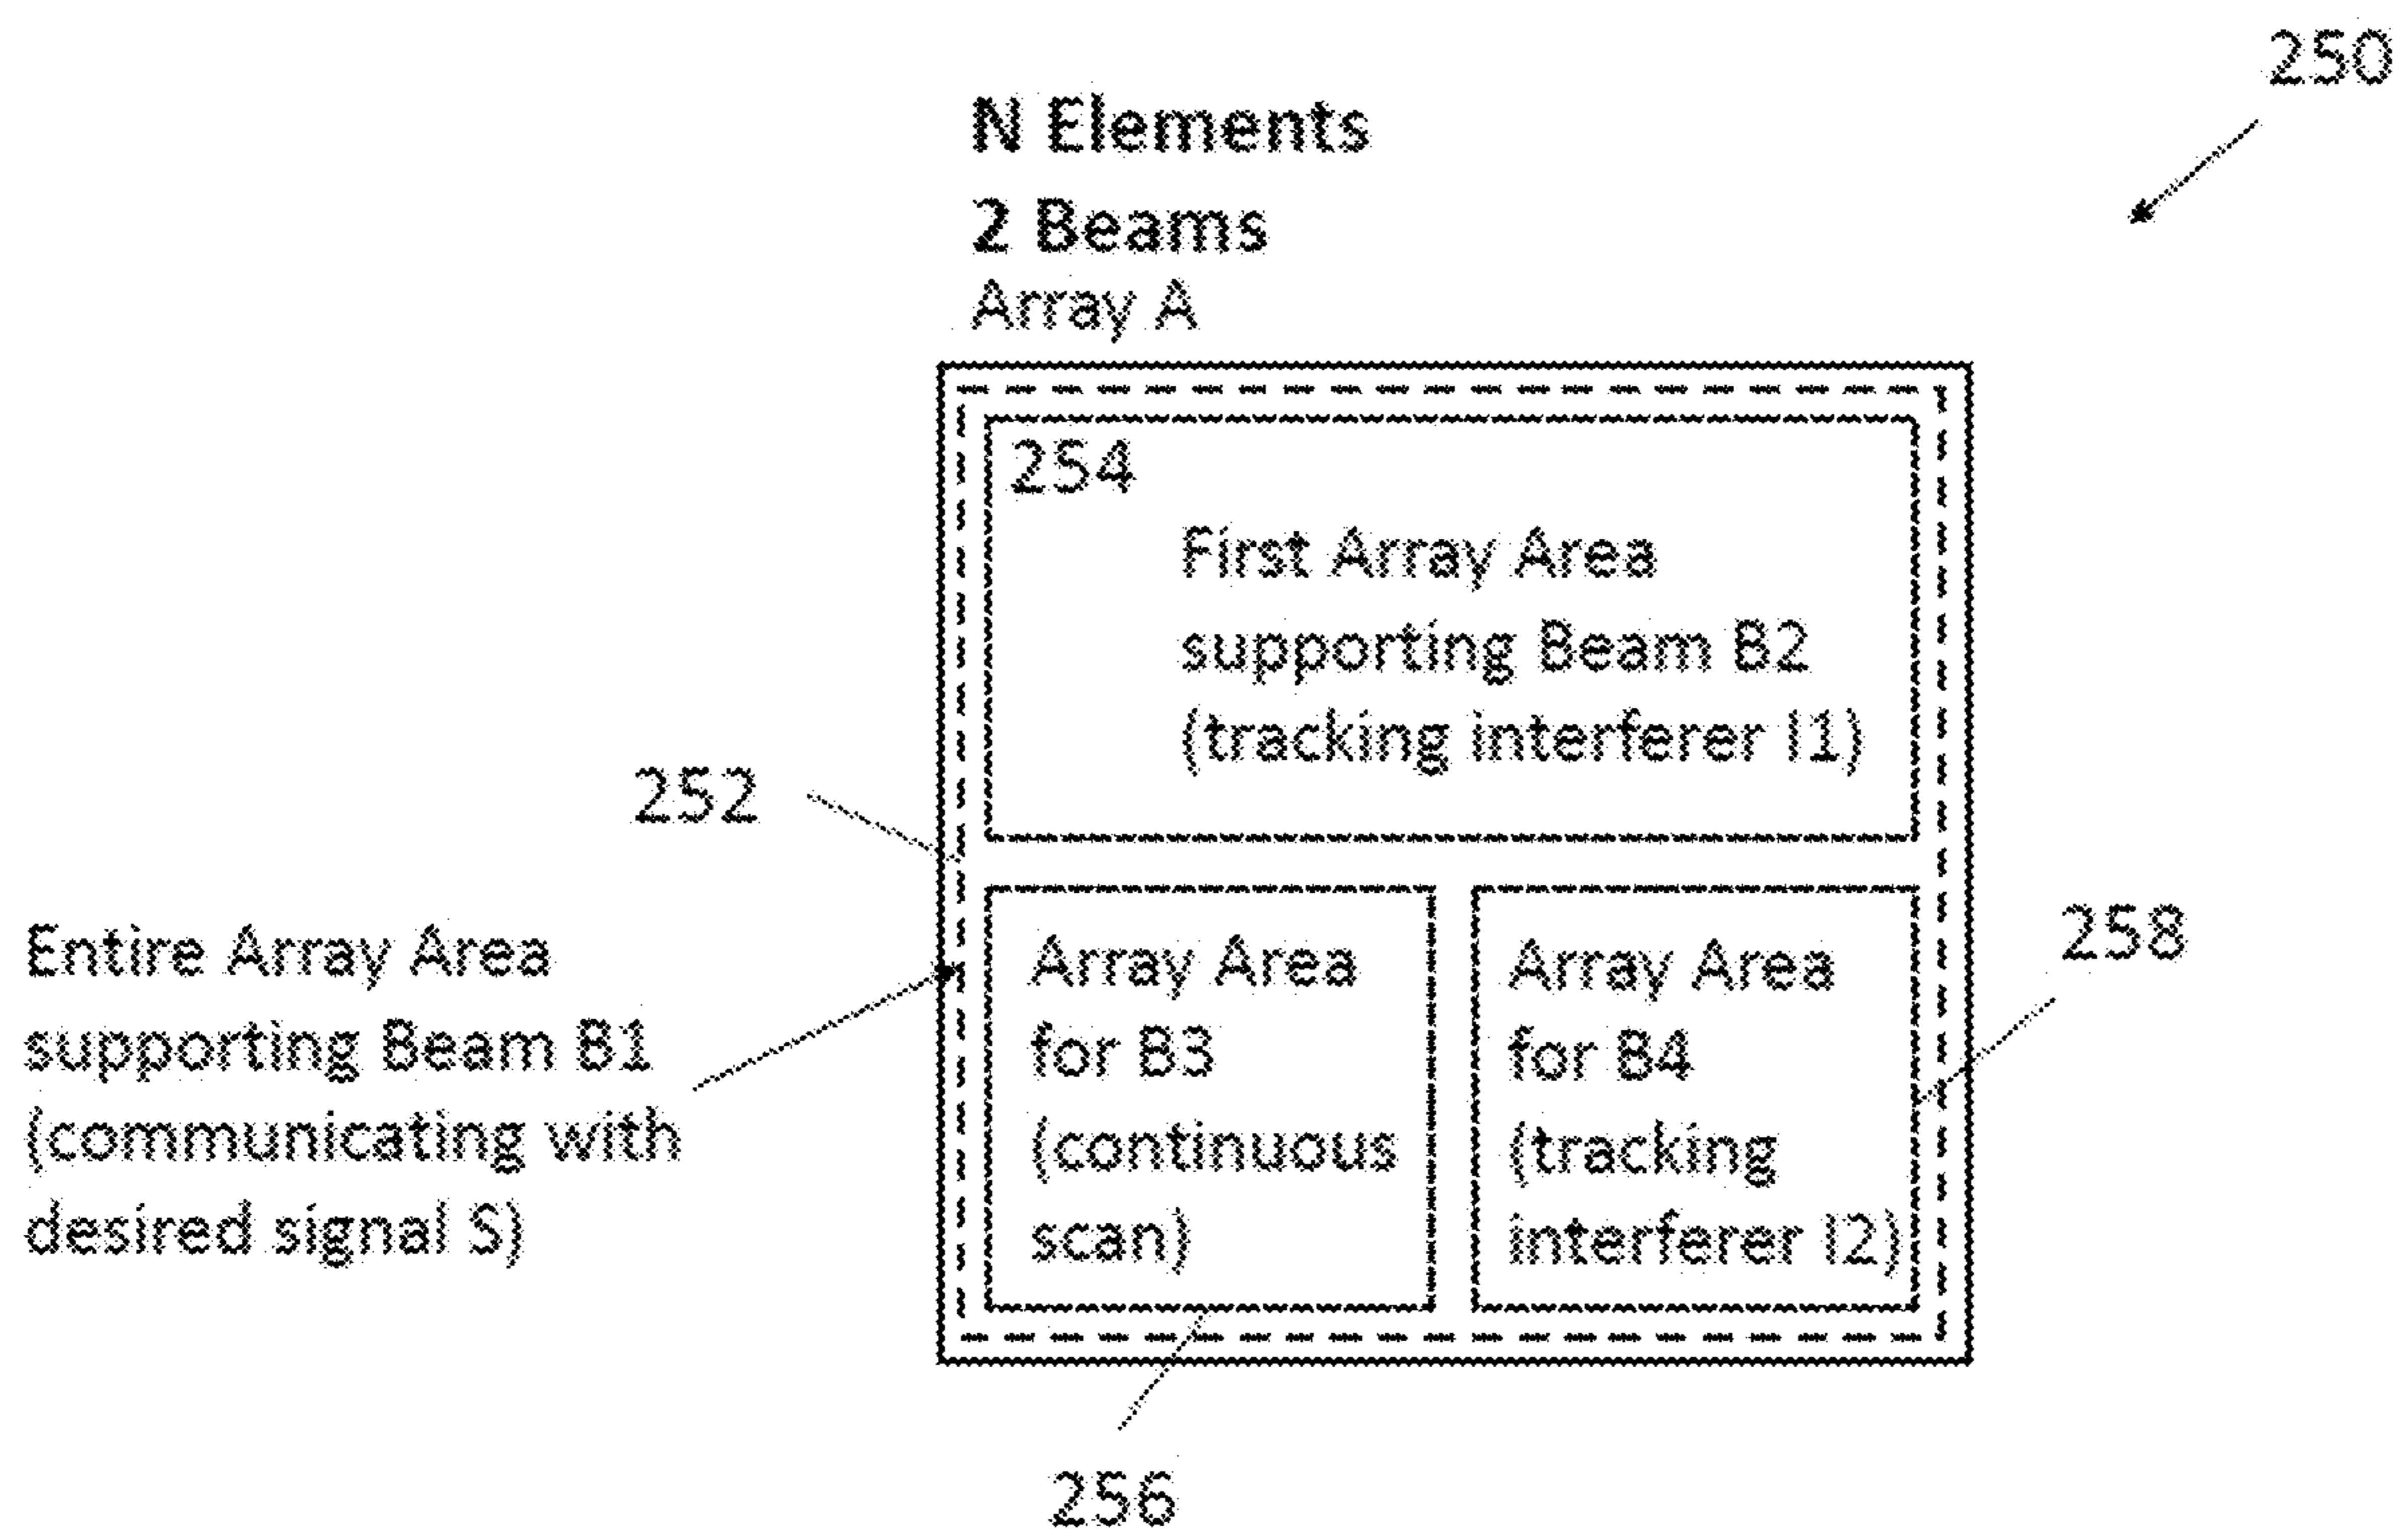 250
N Elements
2 Beams
Array A
254
First Array Area
supporting Beam B2
(tracking interferer I1)
252
Entire Array Area
supporting Beam B1
(communicating with
desired signal S)
Array Area
for B3
(continuous
scan)
Array Area
for B4
(tracking
interferer I2)
258
256